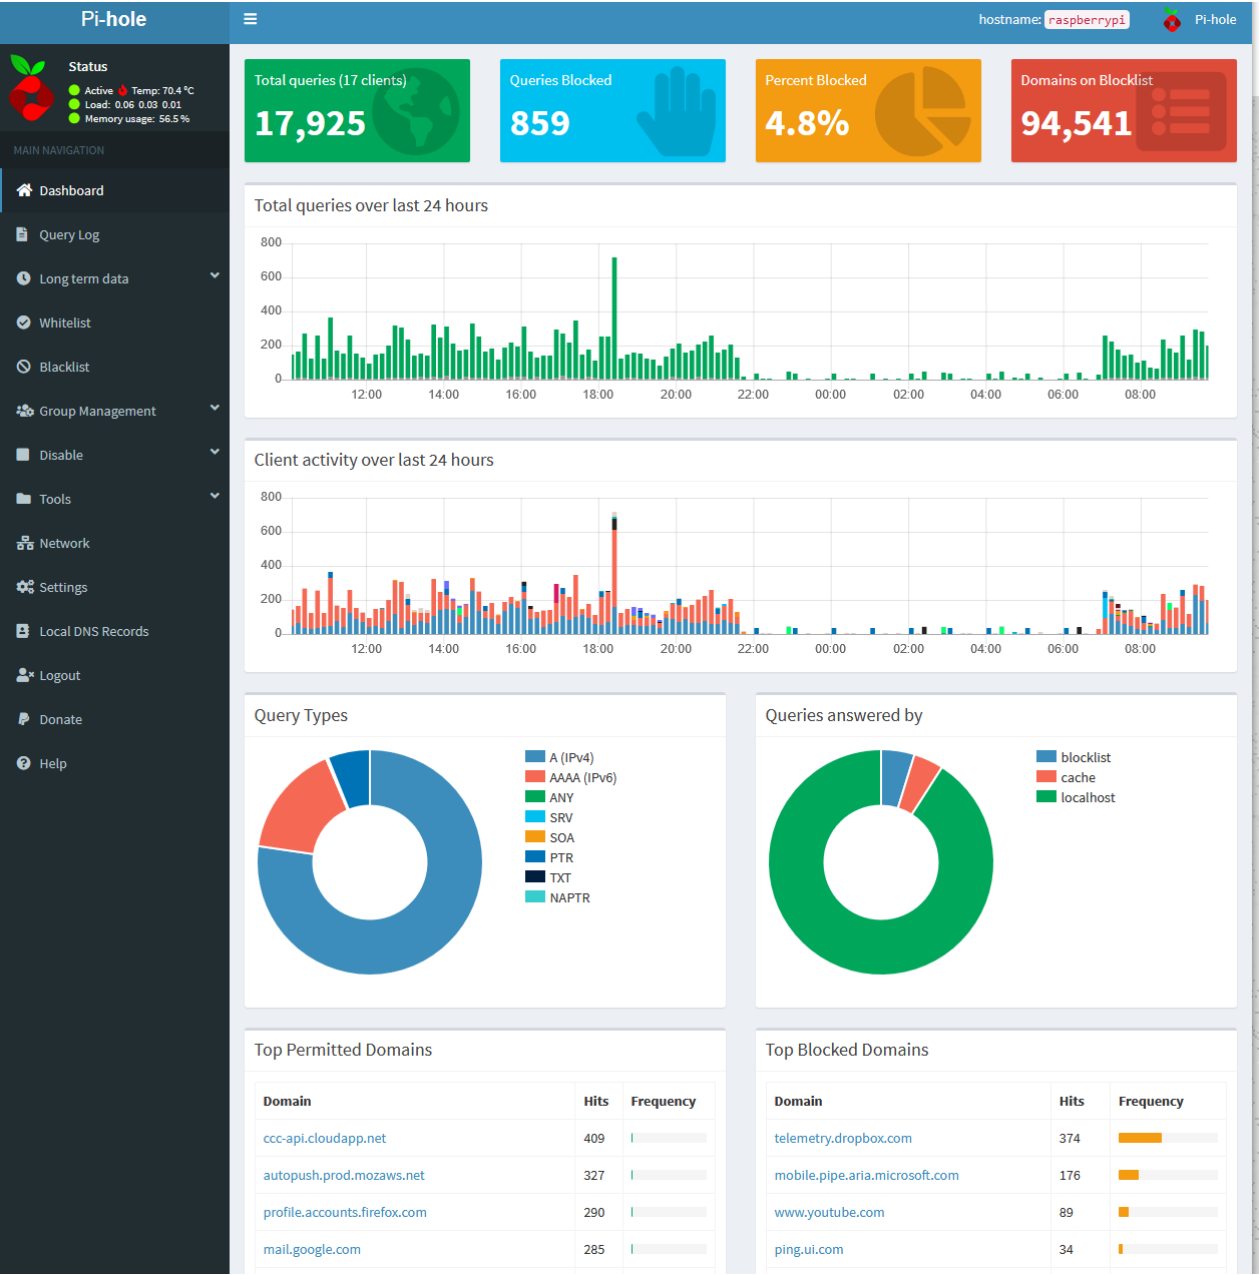 Pi-hole
hostname: raspberrypi
Pi-hole
Status
Active Temp: 70.4 °C
Load: 0.06 0.03 0.01
Memory usage: 56.5 %
MAIN NAVIGATION
Dashboard
Query Log
Long term data
Whitelist
Blacklist
Group Management
Disable
Tools
Network
Settings
Local DNS Records
Logout
Donate
Help
Total queries (17 clients)
17,925
Queries Blocked
859
Percent Blocked
4.8%
Domains on Blocklist
94,541
Total queries over last 24 hours
800
600
400
200
0
12:00 14:00 16:00 18:00 20:00 22:00 00:00 02:00 04:00 06:00 08:00
Client activity over last 24 hours
800
600
400
200
0
12:00 14:00 16:00 18:00 20:00 22:00 00:00 02:00 04:00 06:00 08:00
Query Types
A (IPv4)
AAAA (IPv6)
ANY
SRV
SOA
PTR
TXT
NAPTR
Queries answered by
blocklist
cache
localhost
Top Permitted Domains
Domain Hits Frequency
ccc-api.cloudapp.net 409
autopush.prod.mozaws.net 327
profile.accounts.firefox.com 290
mail.google.com 285
Top Blocked Domains
Domain Hits Frequency
telemetry.dropbox.com 374
mobile.pipe.aria.microsoft.com 176
www.youtube.com 89
ping.ui.com 34